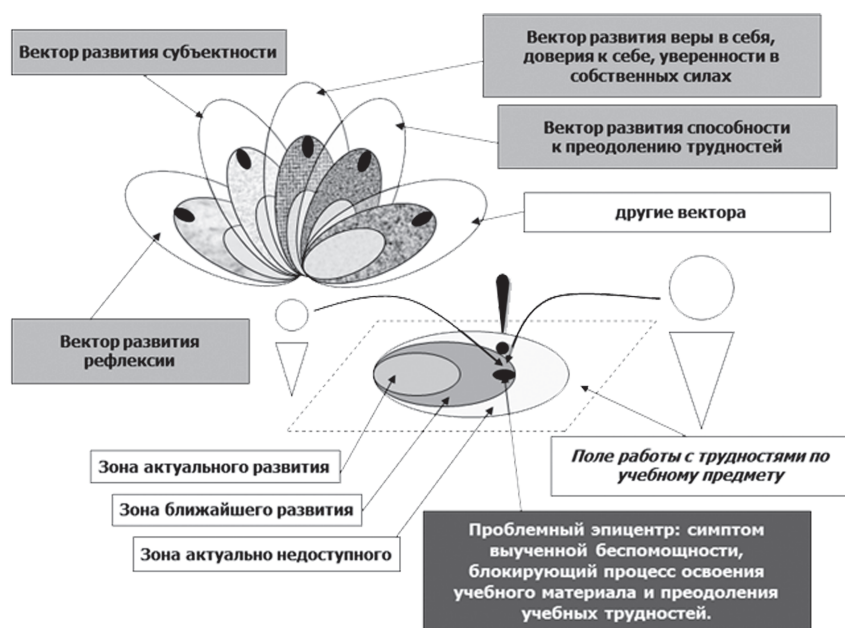 Вектор развития субъектности
Вектор развития веры в себя,
доверия к себе, уверенности в
собственных силах
Вектор развития способности
к преодолению трудностей
другие вектора
Вектор развития
рефлексии
Зона актуального развития
Зона ближайшего развития
Зона актуально недоступного
Поле работы с трудностями по
учебному предмету
Проблемный эпицентр: симптом
выученной беспомощности,
блокирующий процесс освоения
учебного материала и преодоления
учебных трудностей.